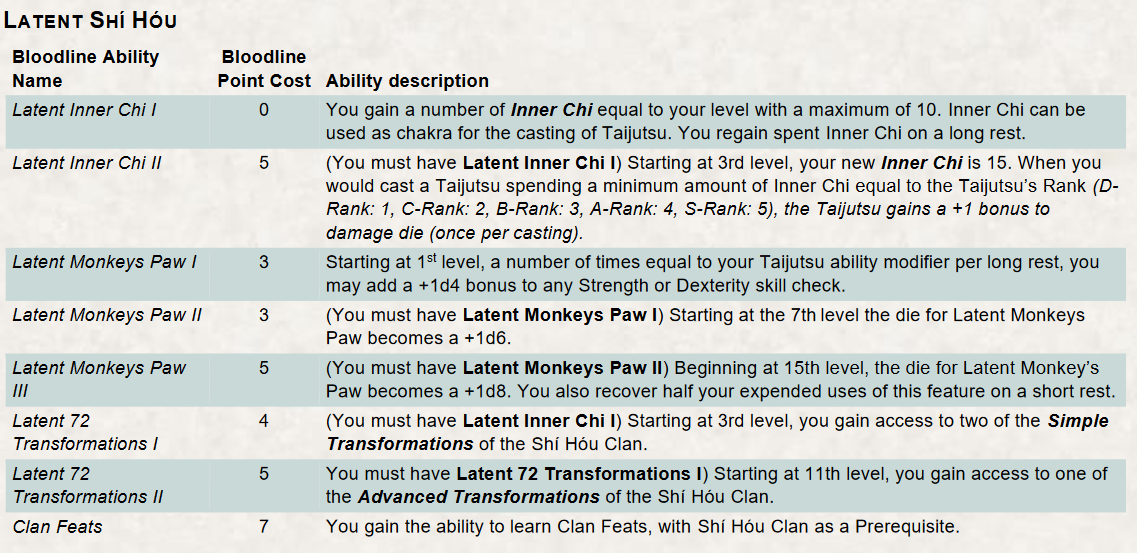 LATENT SHÍ HÓU
Bloodline Ability Bloodline
Name Point Cost Ability description
Latent Inner Chi I 0 You gain a number of Inner Chi equal to your level with a maximum of 10. Inner Chi can be
used as chakra for the casting of Taijutsu. You regain spent Inner Chi on a long rest.
Latent Inner Chi II 5 (You must have Latent Inner Chi I) Starting at 3rd level, your new Inner Chi is 15. When you
would cast a Taijutsu spending a minimum amount of Inner Chi equal to the Taijutsu’s Rank (D-
Rank: 1, C-Rank: 2, B-Rank: 3, A-Rank: 4, S-Rank: 5), the Taijutsu gains a +1 bonus to
damage die (once per casting).
Latent Monkeys Paw I 3 Starting at 1st level, a number of times equal to your Taijutsu ability modifier per long rest, you
may add a +1d4 bonus to any Strength or Dexterity skill check.
Latent Monkeys Paw II 3 (You must have Latent Monkeys Paw I) Starting at the 7th level the die for Latent Monkeys
Paw becomes a +1d6.
Latent Monkeys Paw 5 (You must have Latent Monkeys Paw II) Beginning at 15th level, the die for Latent Monkey’s
III Paw becomes a +1d8. You also recover half your expended uses of this feature on a short rest.
Latent 72 4 (You must have Latent Inner Chi I) Starting at 3rd level, you gain access to two of the Simple
Transformations I Transformations of the Shí Hóu Clan.
Latent 72 5 You must have Latent 72 Transformations I) Starting at 11th level, you gain access to one of
Transformations II the Advanced Transformations of the Shí Hóu Clan.
Clan Feats 7 You gain the ability to learn Clan Feats, with Shí Hóu Clan as a Prerequisite.